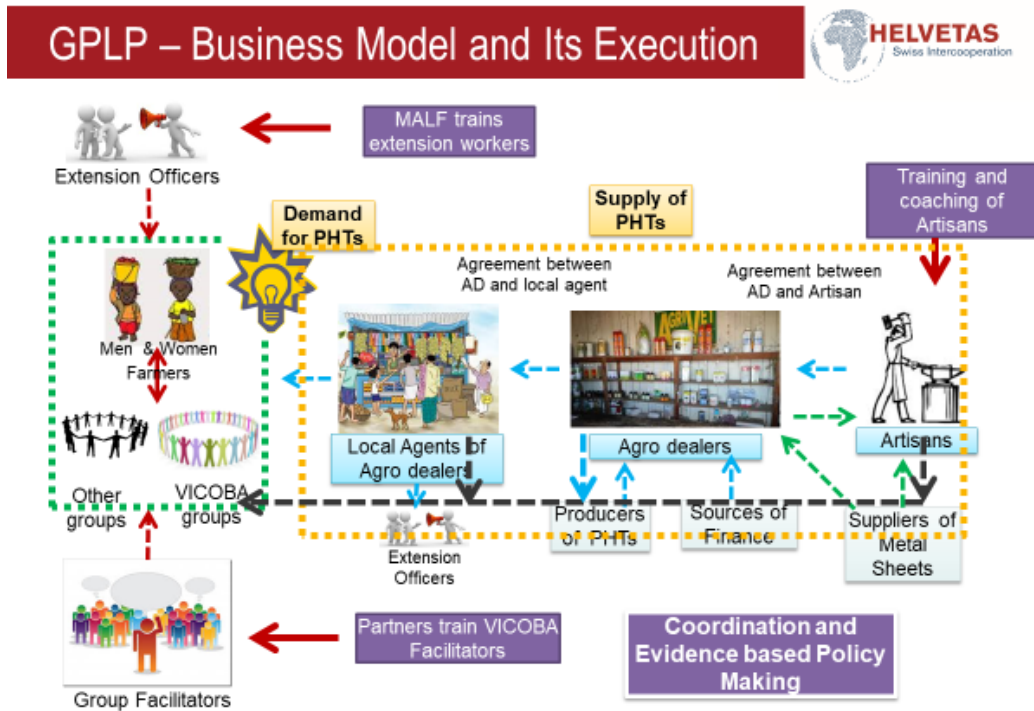 GPLP – Business Model and Its Execution
HELVETAS
Swiss Intercooperation
MALF trains
extension workers
Extension Officers
Training and
coaching of
Artisans
Demand
for PHTs
Supply of
PHTs
Agreement between
AD and local agent
Agreement between
AD and Artisan
AGROVET
Men & Women
Farmers
Local Agents of
Agro dealers
Agro dealers
Artisans
Other
groups
VICOBA
groups
Extension
Officers
Producers
of PHTs
Sources of
Finance
Suppliers of
Metal
Sheets
Partners train VICOBA
Facilitators
Coordination and
Evidence based Policy
Making
Group Facilitators